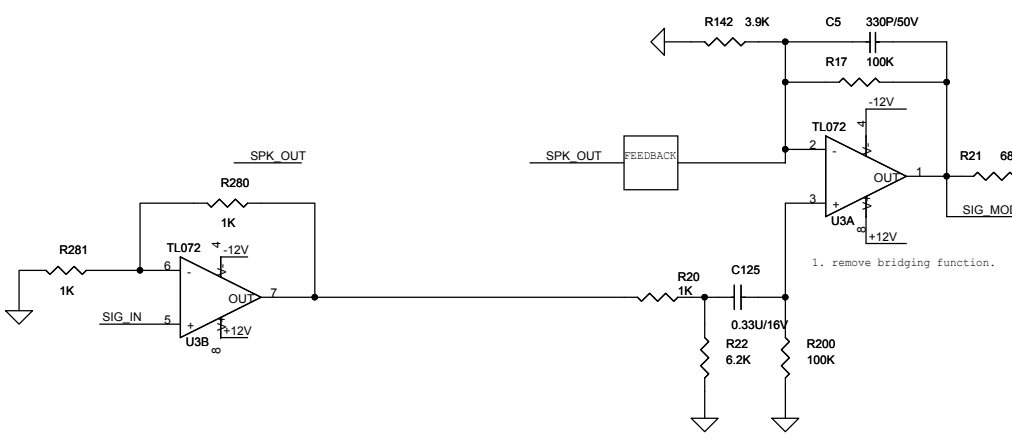 R142 3.9K
C5 330P/50V
R17 100K
-12V
4
TL072
V-
2
-
OUT
1
3
+
V+
U3A
8
+12V
R21 68
SIG_MOD
1. remove bridging function.
SPK_OUT
FEEDBACK
SPK_OUT
R280
1K
R281
1K
TL072
4
-12V
V-
6
-
OUT
7
SIG_IN
5
+
V+
+12V
U3B
8
R20
1K
C125
0.33U/16V
R22
6.2K
R200
100K